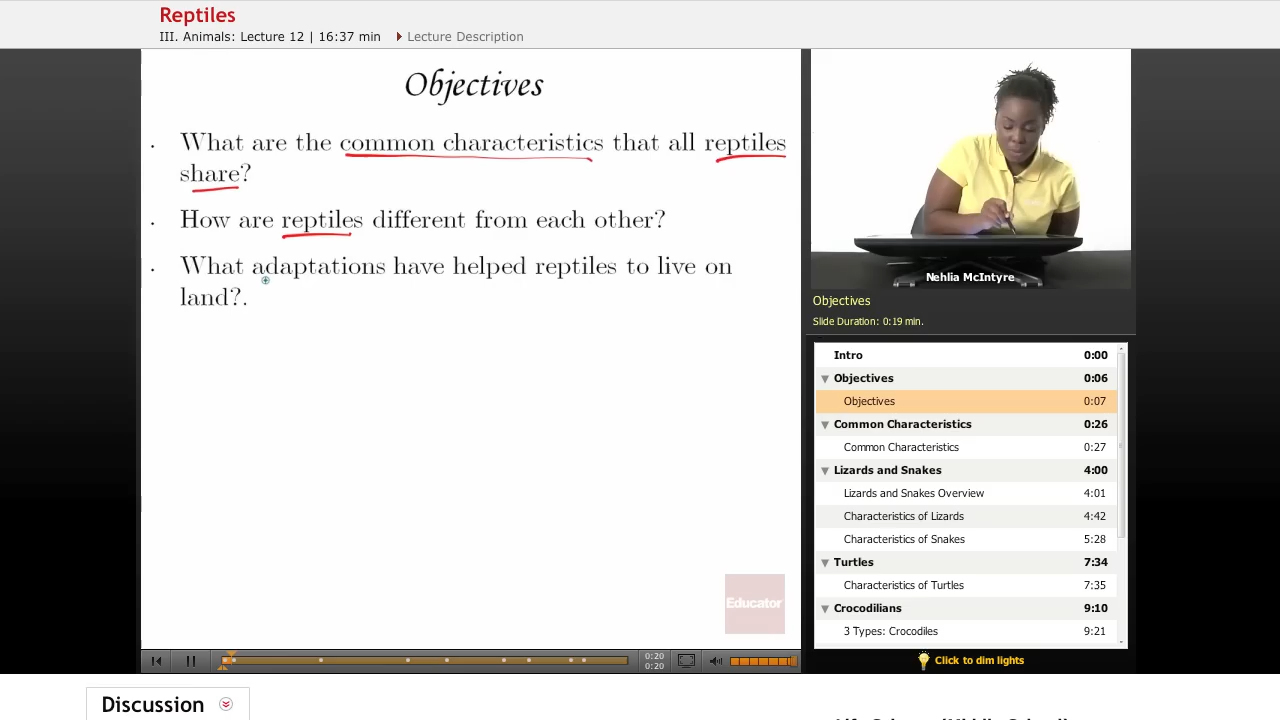 Reptiles
III. Animals: Lecture 12 | 16:37 min
Lecture Description
Objectives
. What are the common characteristics that all reptiles
share?
. How are reptiles different from each other?
. What adaptations have helped reptiles to live on
land?.
Educator
Nehlia McIntyre
Objectives
Slide Duration: 0:19 min.
Intro 0:00
Objectives 0:06
Objectives 0:07
Common Characteristics 0:26
Common Characteristics 0:27
Lizards and Snakes 4:00
Lizards and Snakes Overview 4:01
Characteristics of Lizards 4:42
Characteristics of Snakes 5:28
Turtles 7:34
Characteristics of Turtles 7:35
Crocodilians 9:10
3 Types: Crocodiles 9:21
0:20
0:20
Click to dim lights
Discussion